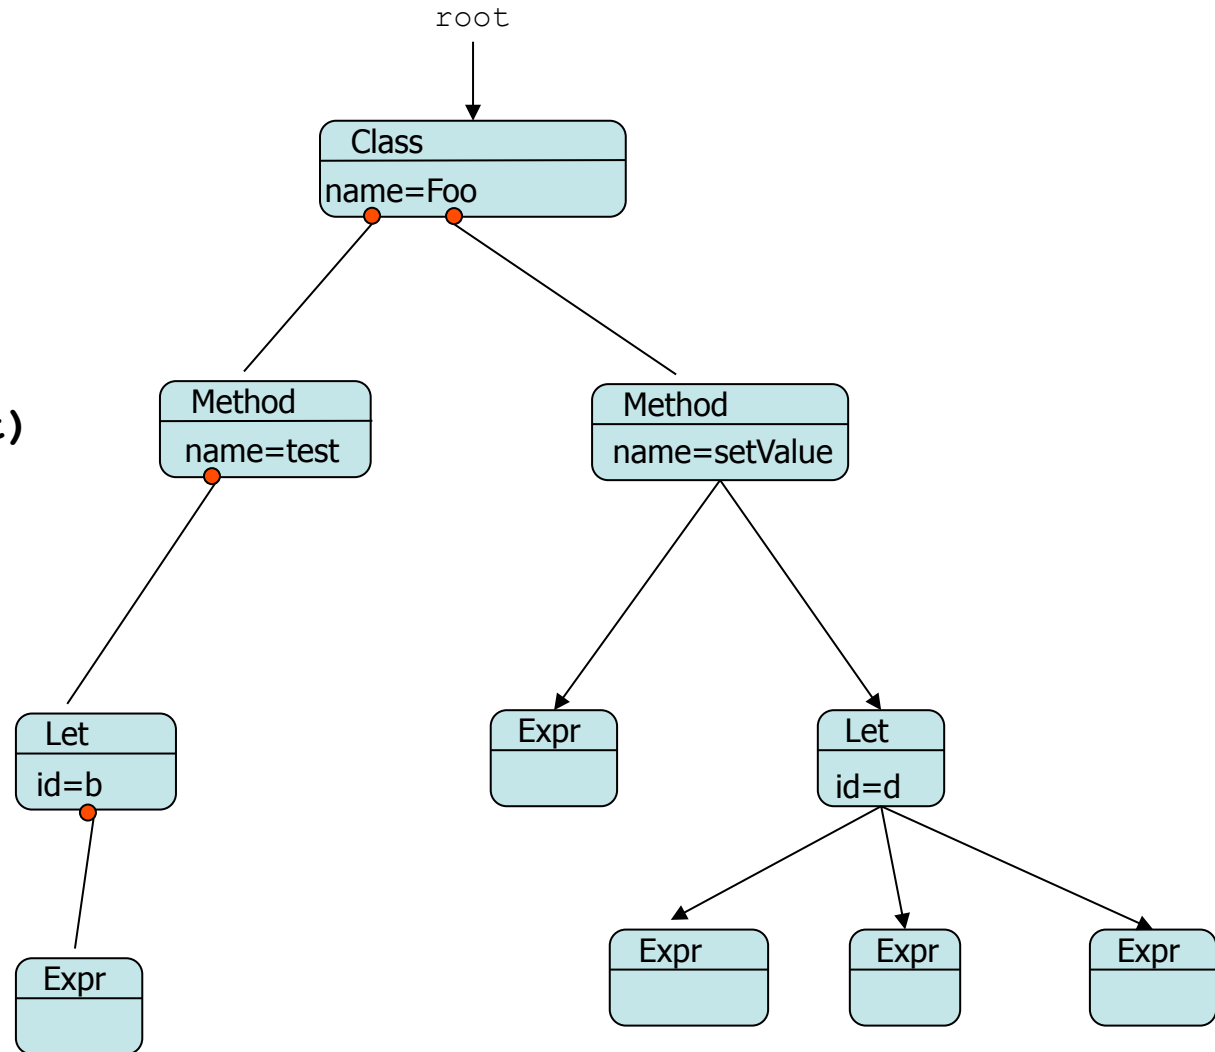 root
Class
name=Foo
Method
name=test
Method
name=setValue
Let
id=b
Expr
Let
id=d
Expr
Expr
Expr
Expr